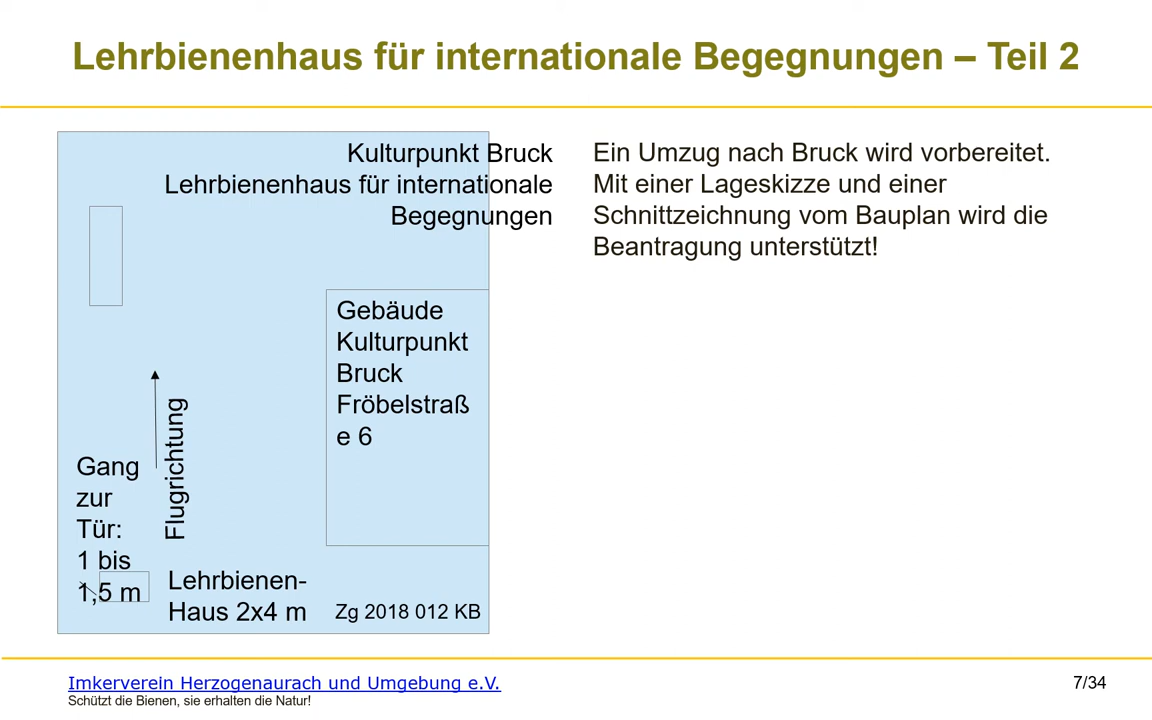 Lehrbienenhaus für internationale Begegnungen – Teil 2
Kulturpunkt Bruck
Lehrbienenhaus für internationale
Begegnungen
Ein Umzug nach Bruck wird vorbereitet.
Mit einer Lageskizze und einer
Schnittzeichnung vom Bauplan wird die
Beantragung unterstützt!
Gebäude
Kulturpunkt
Bruck
Fröbelstraß
e 6
Flugrichtung
Gang
zur
Tür:
1 bis
1,5 m
Lehrbienen-
Haus 2x4 m
Zg 2018 012 KB
Imkerverein Herzogenaurach und Umgebung e.V.
Schützt die Bienen, sie erhalten die Natur!
7/34